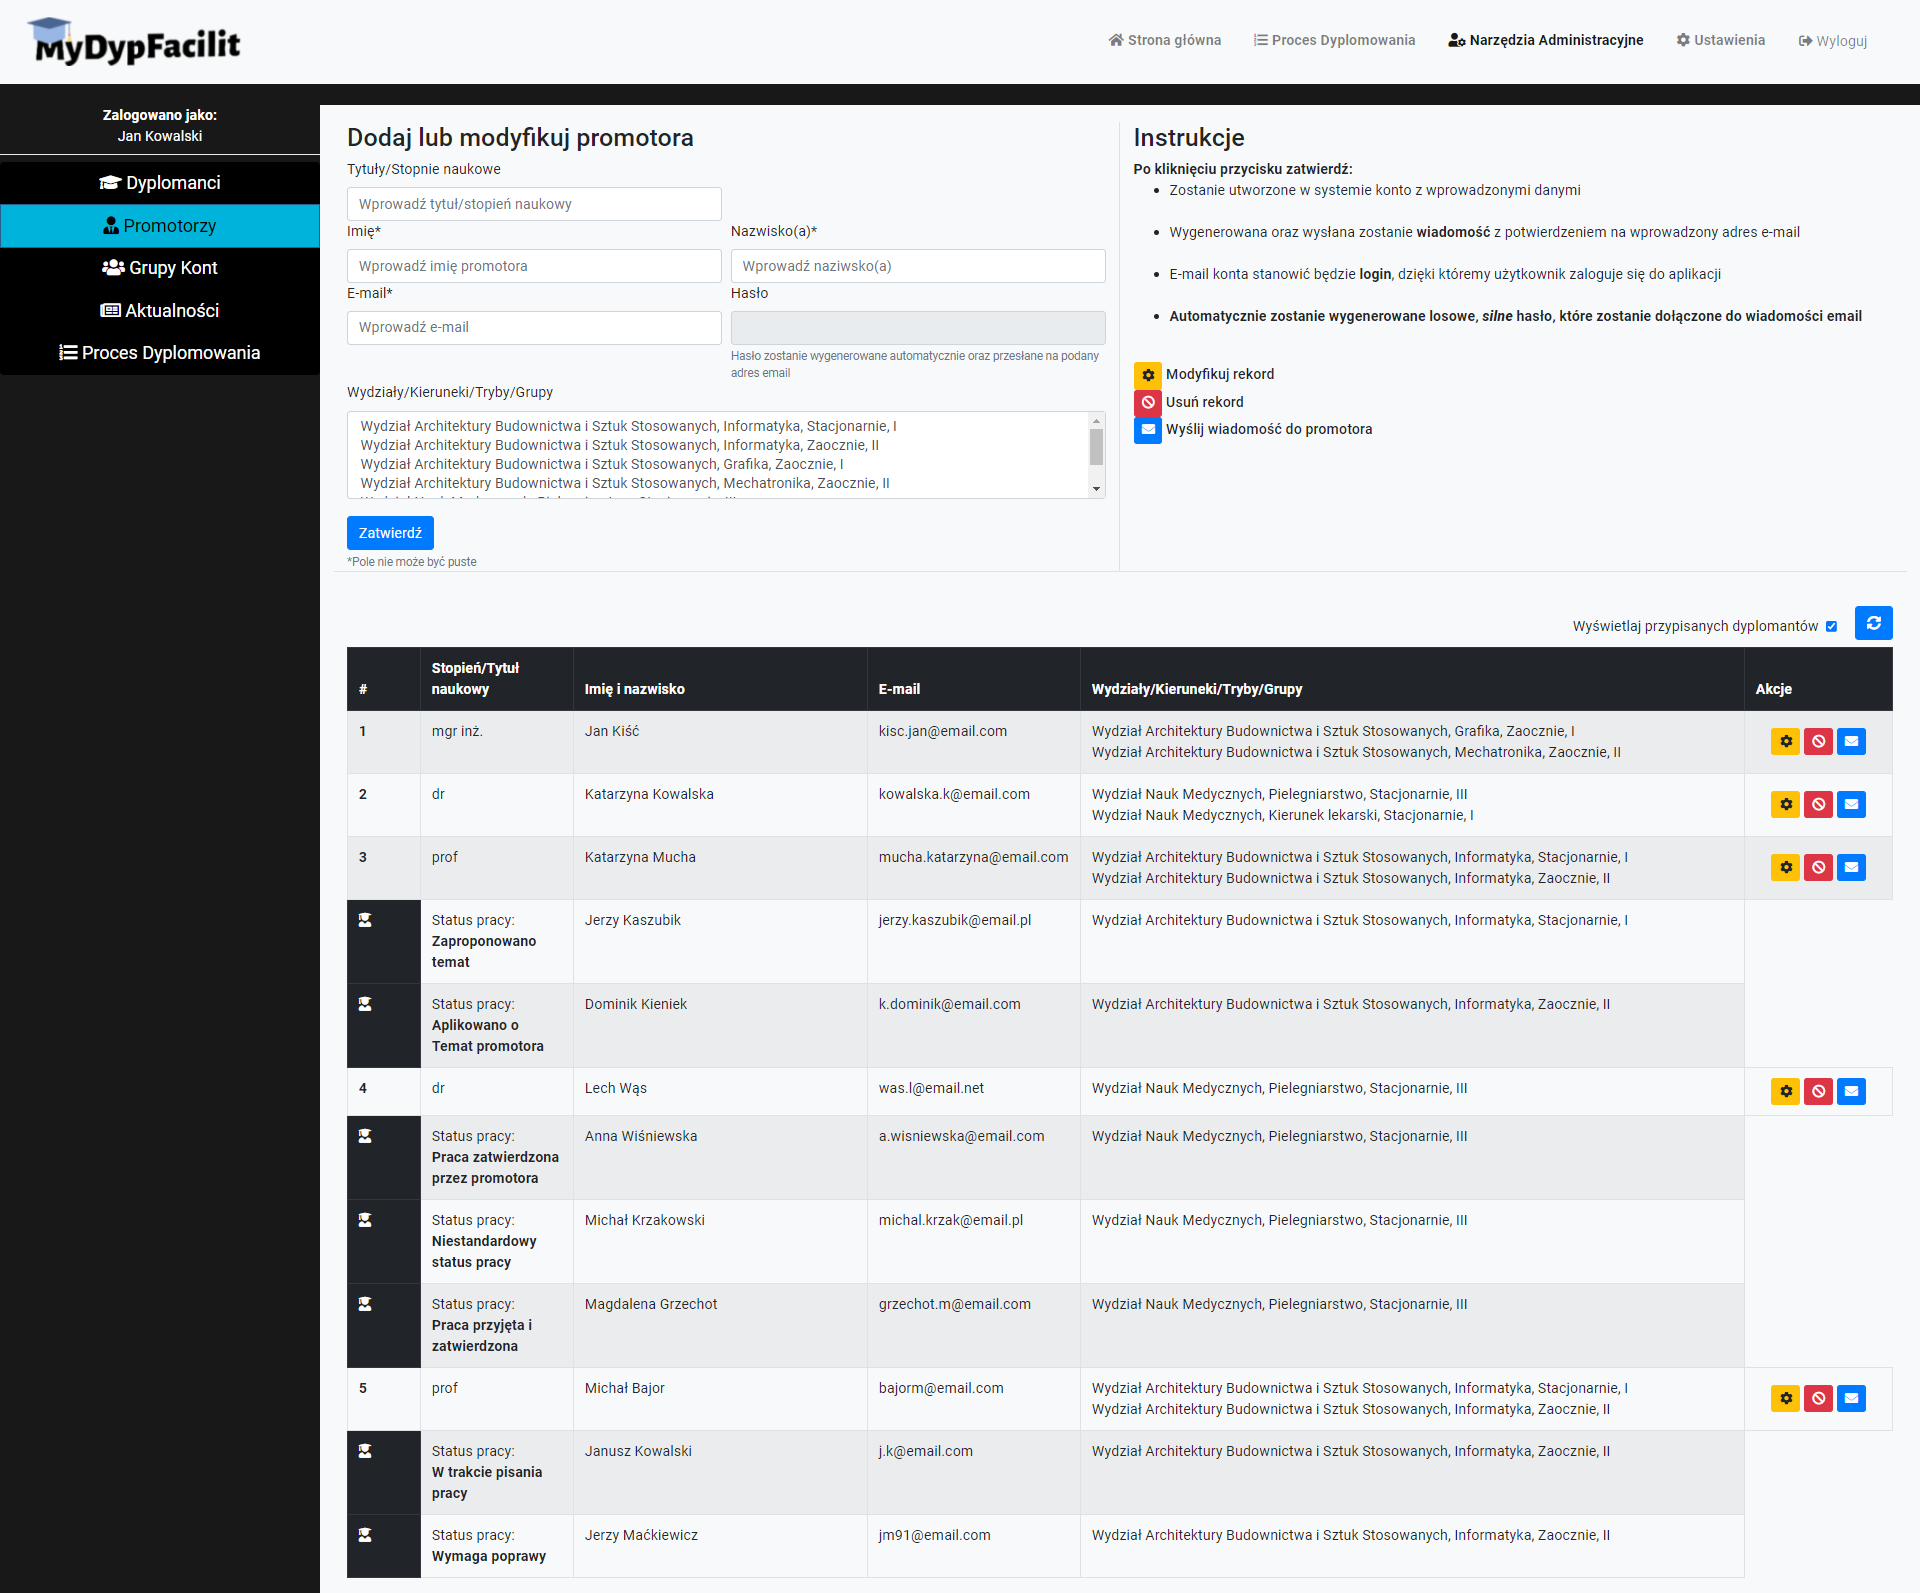 MyDypFacilit
Strona główna
Proces Dyplomowania
Narzędzia Administracyjne
Ustawienia
Wyloguj
Zalogowano jako:
Jan Kowalski
Dyplomanci
Promotorzy
Grupy Kont
Aktualności
Proces Dyplomowania
Dodaj lub modyfikuj promotora
Tytuły/Stopnie naukowe
Wprowadź tytuł/stopień naukowy
Imię*
Nazwisko(a)*
Wprowadź imię promotora
Wprowadź naziwsko(a)
E-mail*
Hasło
Wprowadź e-mail
Hasło zostanie wygenerowane automatycznie oraz przesłane na podany
adres email
Wydziały/Kieruneki/Tryby/Grupy
Wydział Architektury Budownictwa i Sztuk Stosowanych, Informatyka, Stacjonarnie, I
Wydział Architektury Budownictwa i Sztuk Stosowanych, Informatyka, Zaocznie, II
Wydział Architektury Budownictwa i Sztuk Stosowanych, Grafika, Zaocznie, I
Wydział Architektury Budownictwa i Sztuk Stosowanych, Mechatronika, Zaocznie, II
Zatwierdź
*Pole nie może być puste
Instrukcje
Po kliknięciu przycisku zatwierdź:
Zostanie utworzone w systemie konto z wprowadzonymi danymi
Wygenerowana oraz wysłana zostanie wiadomość z potwierdzeniem na wprowadzony adres e-mail
E-mail konta stanowić będzie login, dzięki któremy użytkownik zaloguje się do aplikacji
Automatycznie zostanie wygenerowane losowe, silne hasło, które zostanie dołączone do wiadomości email
Modyfikuj rekord
Usuń rekord
Wyślij wiadomość do promotora
Wyświetlaj przypisanych dyplomantów
# Stopień/Tytuł naukowy Imię i nazwisko E-mail Wydziały/Kieruneki/Tryby/Grupy Akcje
1 mgr inż. Jan Kiść kisc.jan@email.com Wydział Architektury Budownictwa i Sztuk Stosowanych, Grafika, Zaocznie, I
Wydział Architektury Budownictwa i Sztuk Stosowanych, Mechatronika, Zaocznie, II
2 dr Katarzyna Kowalska kowalska.k@email.com Wydział Nauk Medycznych, Pielegniarstwo, Stacjonarnie, III
Wydział Nauk Medycznych, Kierunek lekarski, Stacjonarnie, I
3 prof Katarzyna Mucha mucha.katarzyna@email.com Wydział Architektury Budownictwa i Sztuk Stosowanych, Informatyka, Stacjonarnie, I
Wydział Architektury Budownictwa i Sztuk Stosowanych, Informatyka, Zaocznie, II
Status pracy: Jerzy Kaszubik jerzy.kaszubik@email.pl Wydział Architektury Budownictwa i Sztuk Stosowanych, Informatyka, Stacjonarnie, I
Zaproponowano
temat
Status pracy: Dominik Kieniek k.dominik@email.com Wydział Architektury Budownictwa i Sztuk Stosowanych, Informatyka, Zaocznie, II
Aplikowano o
Temat promotora
4 dr Lech Wąs was.l@email.net Wydział Nauk Medycznych, Pielegniarstwo, Stacjonarnie, III
Status pracy: Anna Wiśniewska a.wisniewska@email.com Wydział Nauk Medycznych, Pielegniarstwo, Stacjonarnie, III
Praca zatwierdzona
przez promotora
Status pracy: Michał Krzakowski michal.krzak@email.pl Wydział Nauk Medycznych, Pielegniarstwo, Stacjonarnie, III
Niestandardowy
status pracy
Status pracy: Magdalena Grzechot grzechot.m@email.com Wydział Nauk Medycznych, Pielegniarstwo, Stacjonarnie, III
Praca przyjęta i
zatwierdzona
5 prof Michał Bajor bajorm@email.com Wydział Architektury Budownictwa i Sztuk Stosowanych, Informatyka, Stacjonarnie, I
Wydział Architektury Budownictwa i Sztuk Stosowanych, Informatyka, Zaocznie, II
Status pracy: Janusz Kowalski j.k@email.com Wydział Architektury Budownictwa i Sztuk Stosowanych, Informatyka, Zaocznie, II
W trakcie pisania
pracy
Status pracy: Jerzy Maćkiewicz jm91@email.com Wydział Architektury Budownictwa i Sztuk Stosowanych, Informatyka, Zaocznie, II
Wymaga poprawy